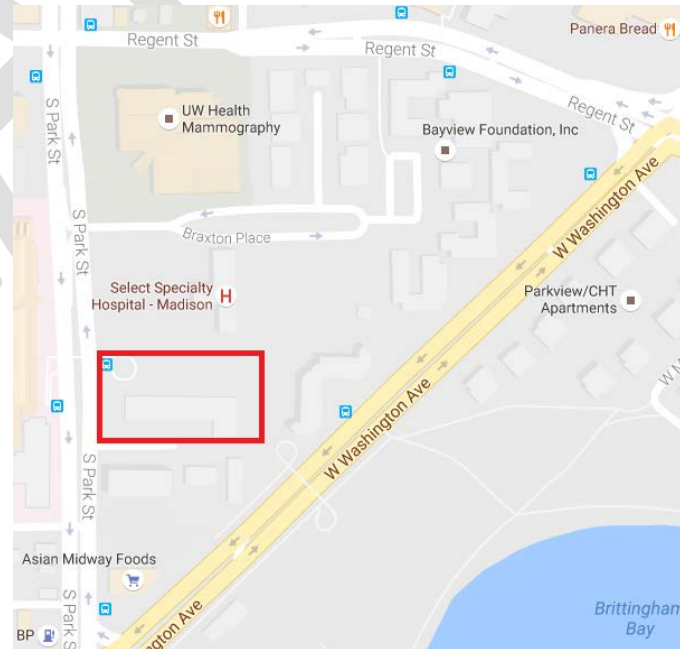 Panera Bread
Regent St
Regent St
Regent St
UW Health
Mammography
Bayview Foundation, Inc
S Park St
S Park St
Braxton Place
W Washington Ave
Select Specialty
Hospital - Madison
H
Parkview/CHT
Apartments
W Washington Ave
S Park St
Asian Midway Foods
S Park St
BP
ngton Ave
Brittingham
Bay
W M